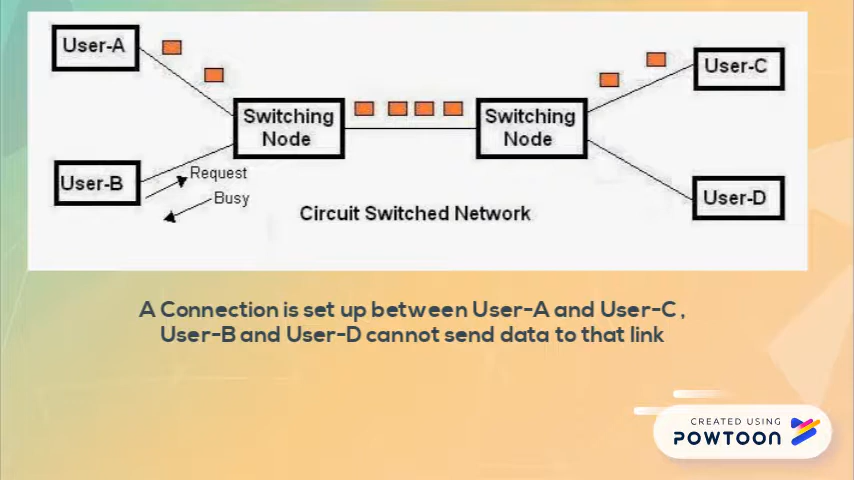 User-A
User-C
Switching
Node
Switching
Node
User-B
Request
Busy
User-D
Circuit Switched Network
A Connection is set up between User-A and User-C ,
User-B and User-D cannot send data to that link
CREATED USING
POWTOON